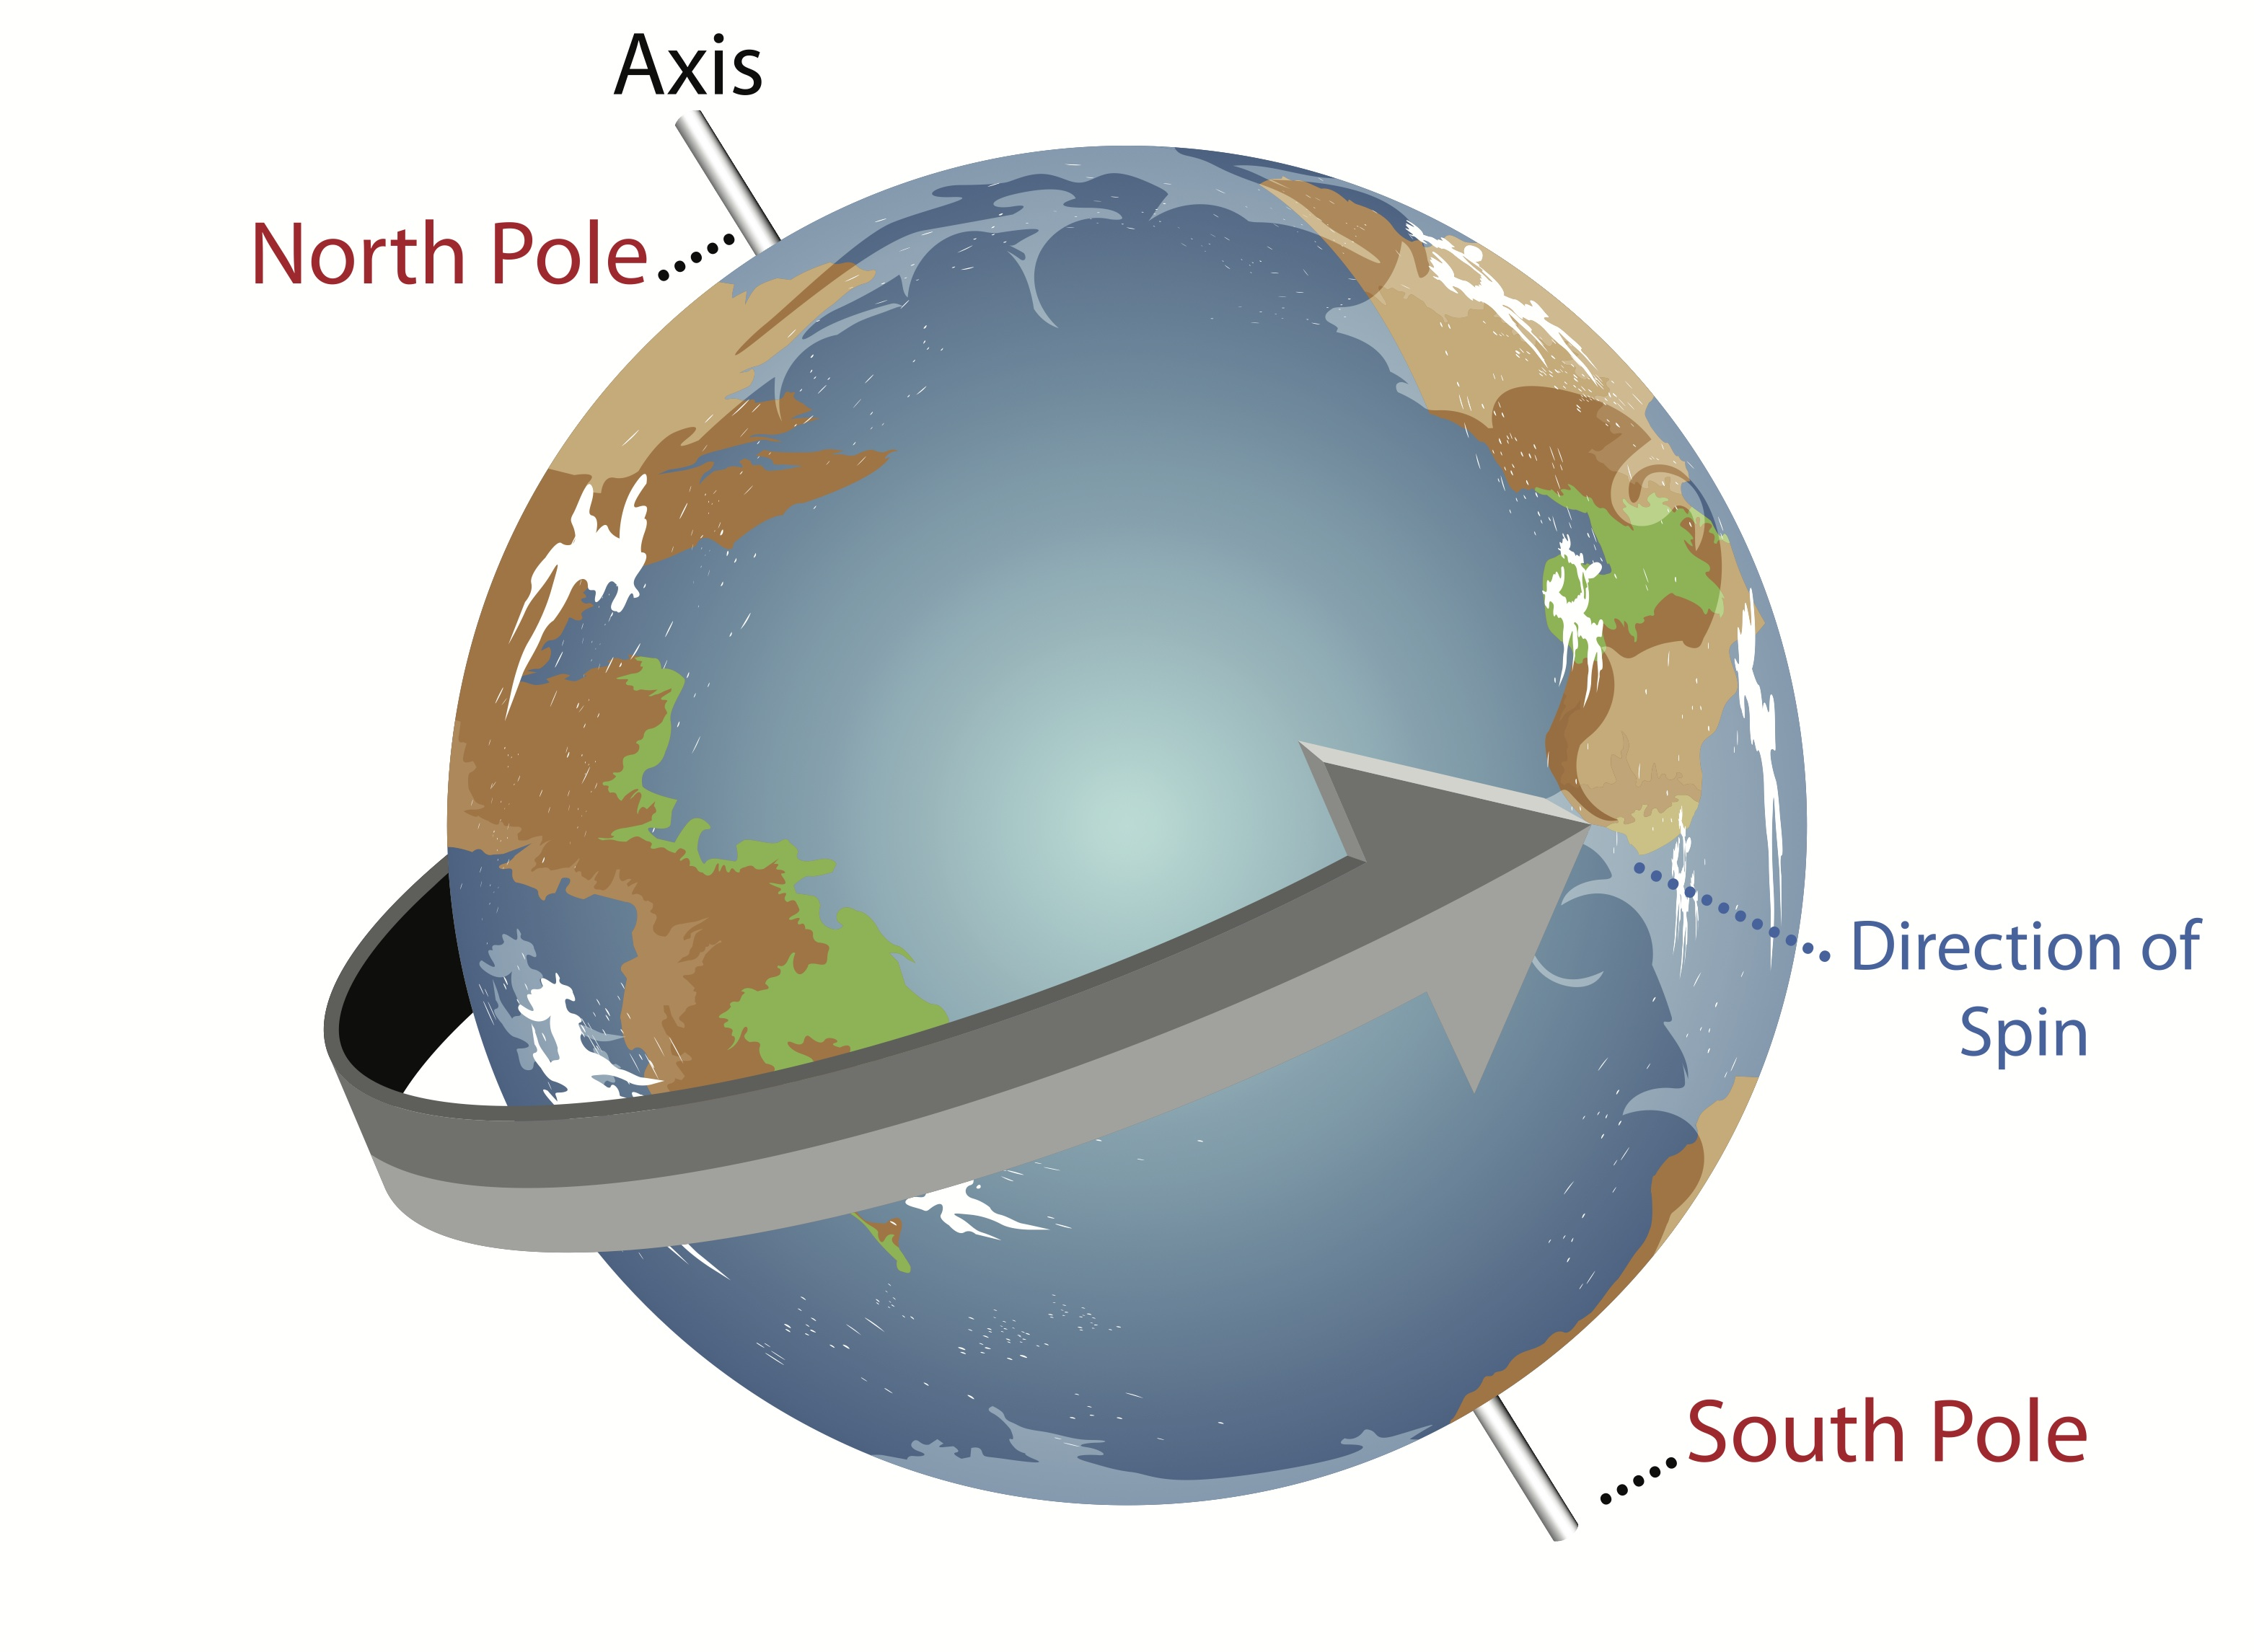 Axis
North Pole
Direction of
Spin
South Pole